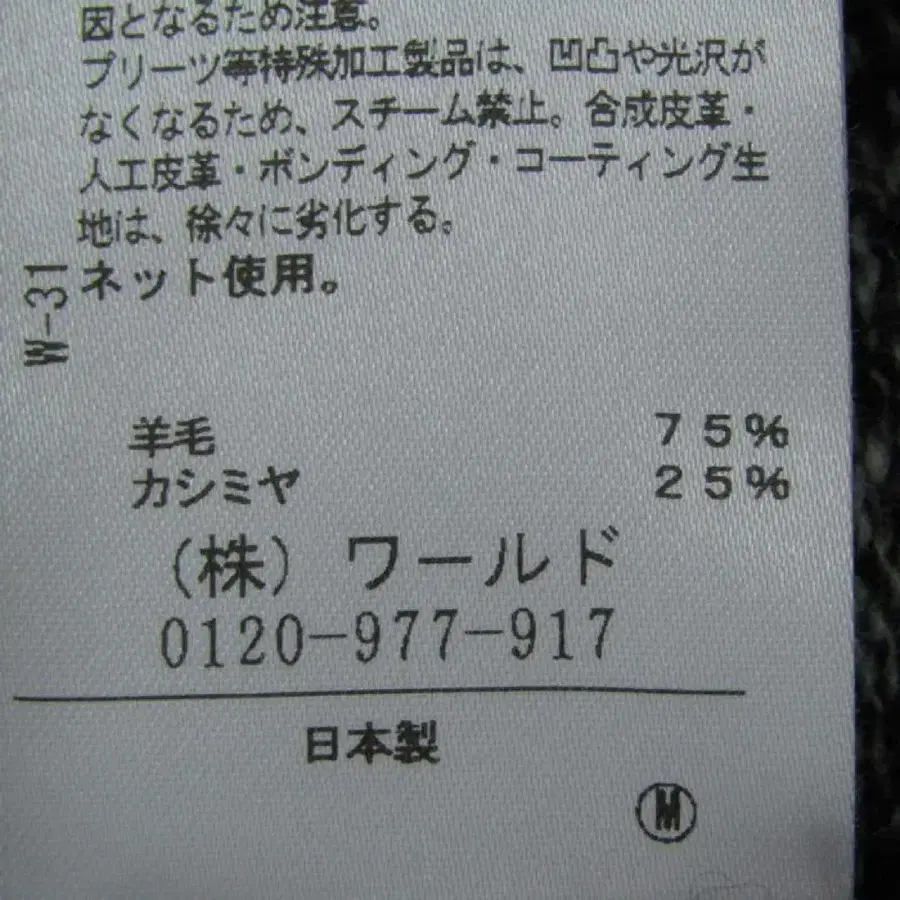 因となるため注意。
プリーツ等特殊加工製品は、凹凸や光沢が
なくなるため、スチーム禁止。合成皮革・
人工皮革・ボンディング・コーティング生
地は、徐々に劣化する。
ネット使用。
W-31
羊毛 75%
カシミヤ 25%
(株) ワールド
0120-977-917
日本製
M